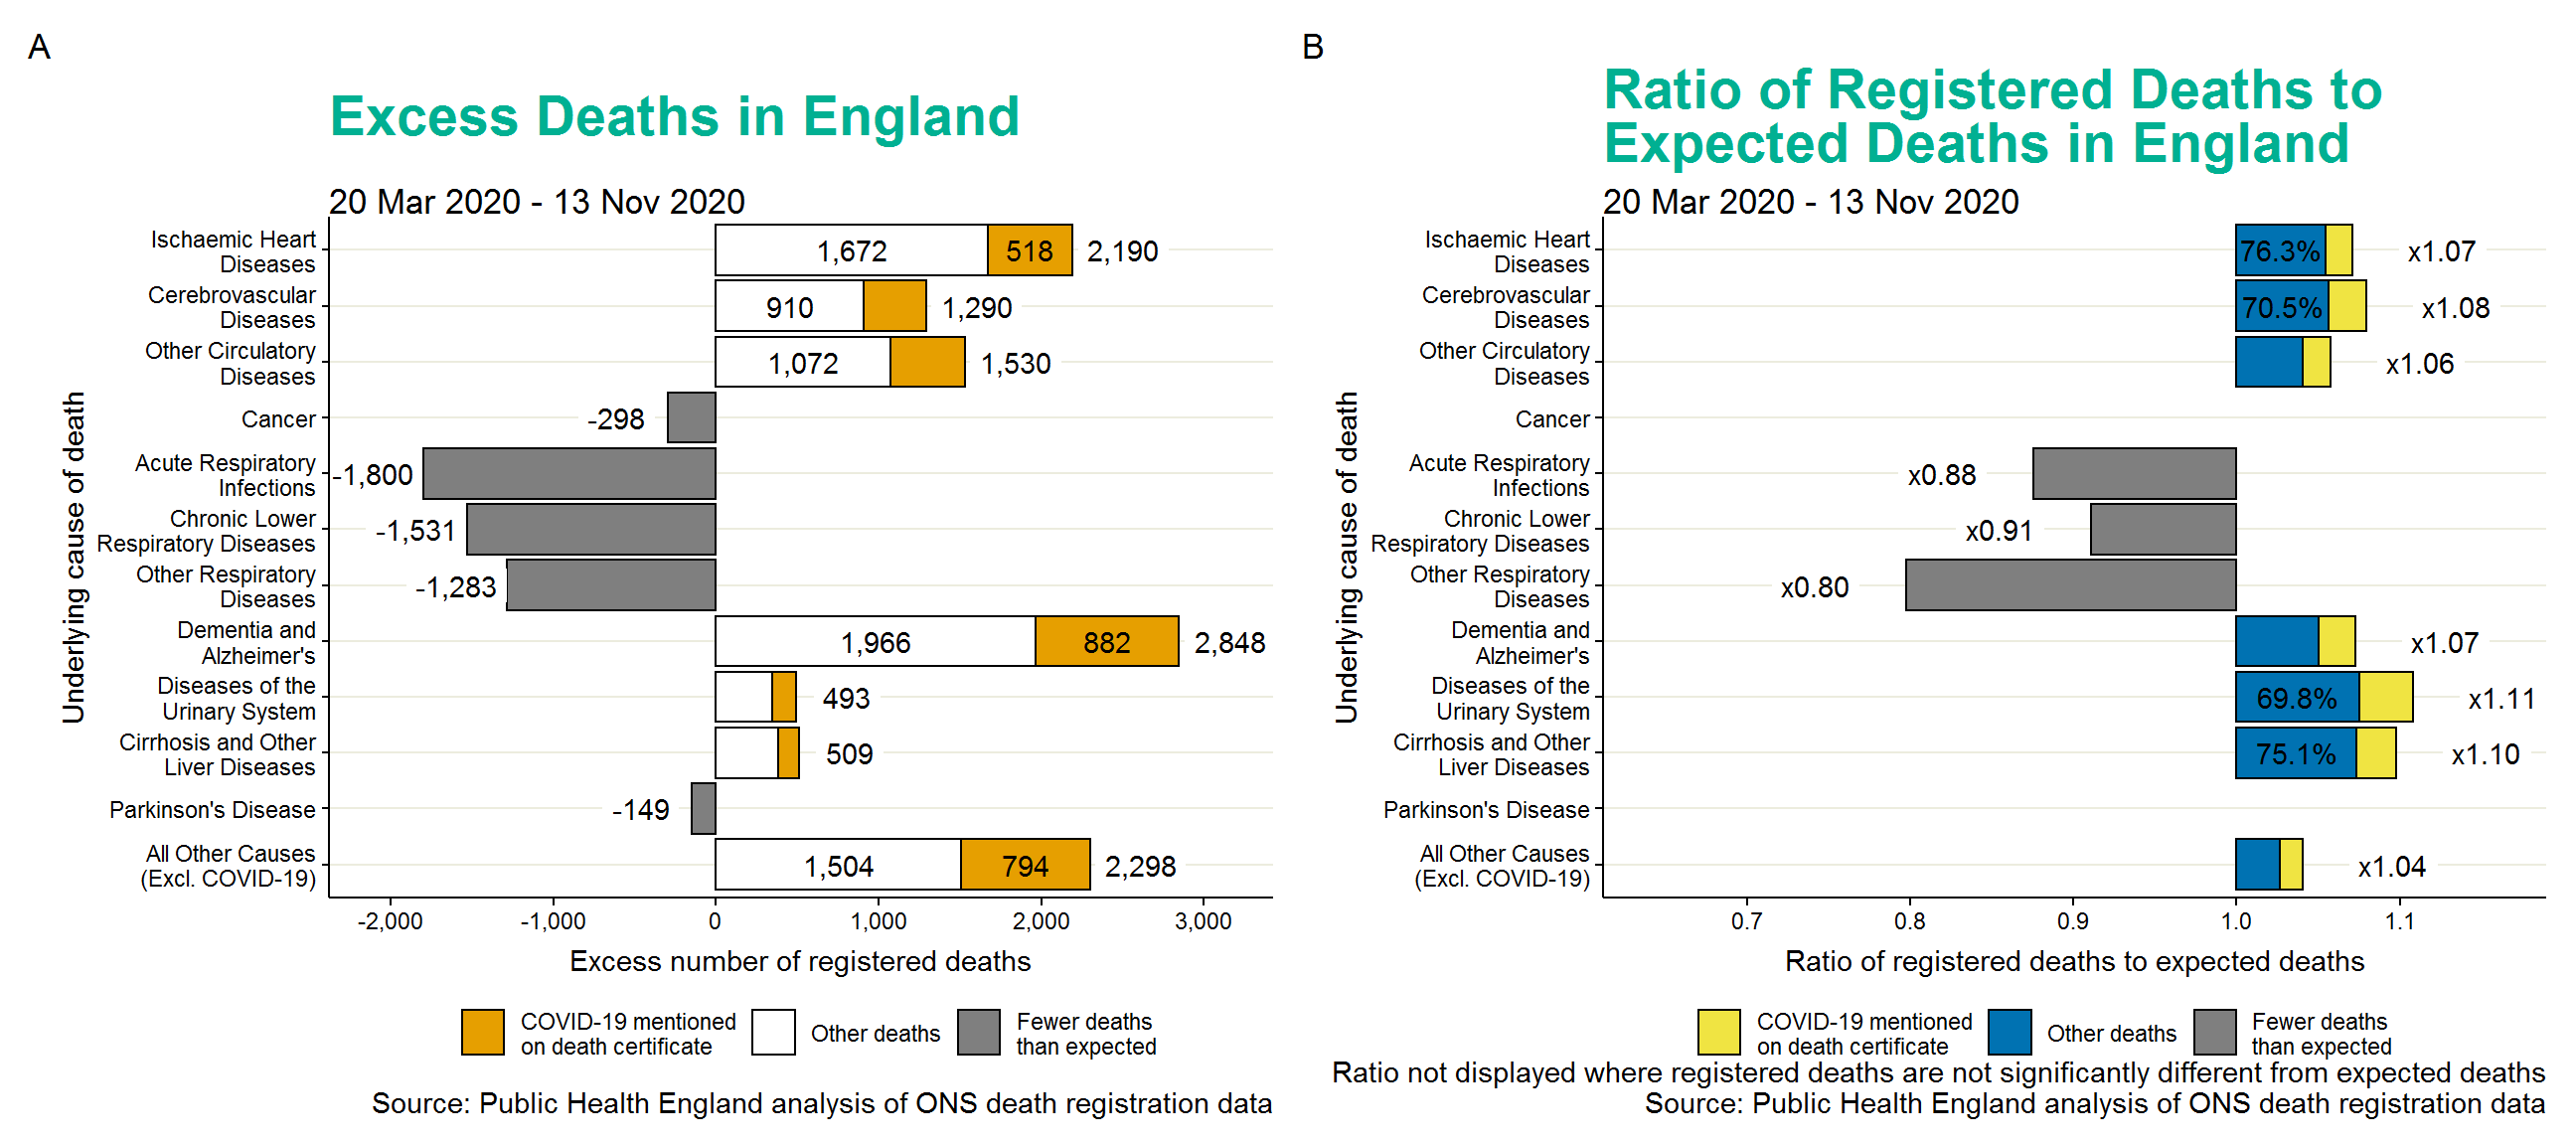 A
Excess Deaths in England
20 Mar 2020 - 13 Nov 2020
Underlying cause of death
Ischaemic Heart
Diseases
1,672
518
2,190
Cerebrovascular
Diseases
910
1,290
Other Circulatory
Diseases
1,072
1,530
Cancer
-298
Acute Respiratory
Infections
-1,800
Chronic Lower
Respiratory Diseases
-1,531
Other Respiratory
Diseases
-1,283
Dementia and
Alzheimer's
1,966
882
2,848
Diseases of the
Urinary System
493
Cirrhosis and Other
Liver Diseases
509
Parkinson's Disease
-149
All Other Causes
(Excl. COVID-19)
1,504
794
2,298
-2,000
-1,000
0
1,000
2,000
3,000
Excess number of registered deaths
COVID-19 mentioned
on death certificate
Other deaths
Fewer deaths
than expected
Source: Public Health England analysis of ONS death registration data
B
Ratio of Registered Deaths to
Expected Deaths in England
20 Mar 2020 - 13 Nov 2020
Underlying cause of death
Ischaemic Heart
Diseases
76.3%
x1.07
Cerebrovascular
Diseases
70.5%
x1.08
Other Circulatory
Diseases
x1.06
Cancer
Acute Respiratory
Infections
x0.88
Chronic Lower
Respiratory Diseases
x0.91
Other Respiratory
Diseases
x0.80
Dementia and
Alzheimer's
x1.07
Diseases of the
Urinary System
69.8%
x1.11
Cirrhosis and Other
Liver Diseases
75.1%
x1.10
Parkinson's Disease
All Other Causes
(Excl. COVID-19)
x1.04
0.7
0.8
0.9
1.0
1.1
Ratio of registered deaths to expected deaths
COVID-19 mentioned
on death certificate
Other deaths
Fewer deaths
than expected
Ratio not displayed where registered deaths are not significantly different from expected deaths
Source: Public Health England analysis of ONS death registration data